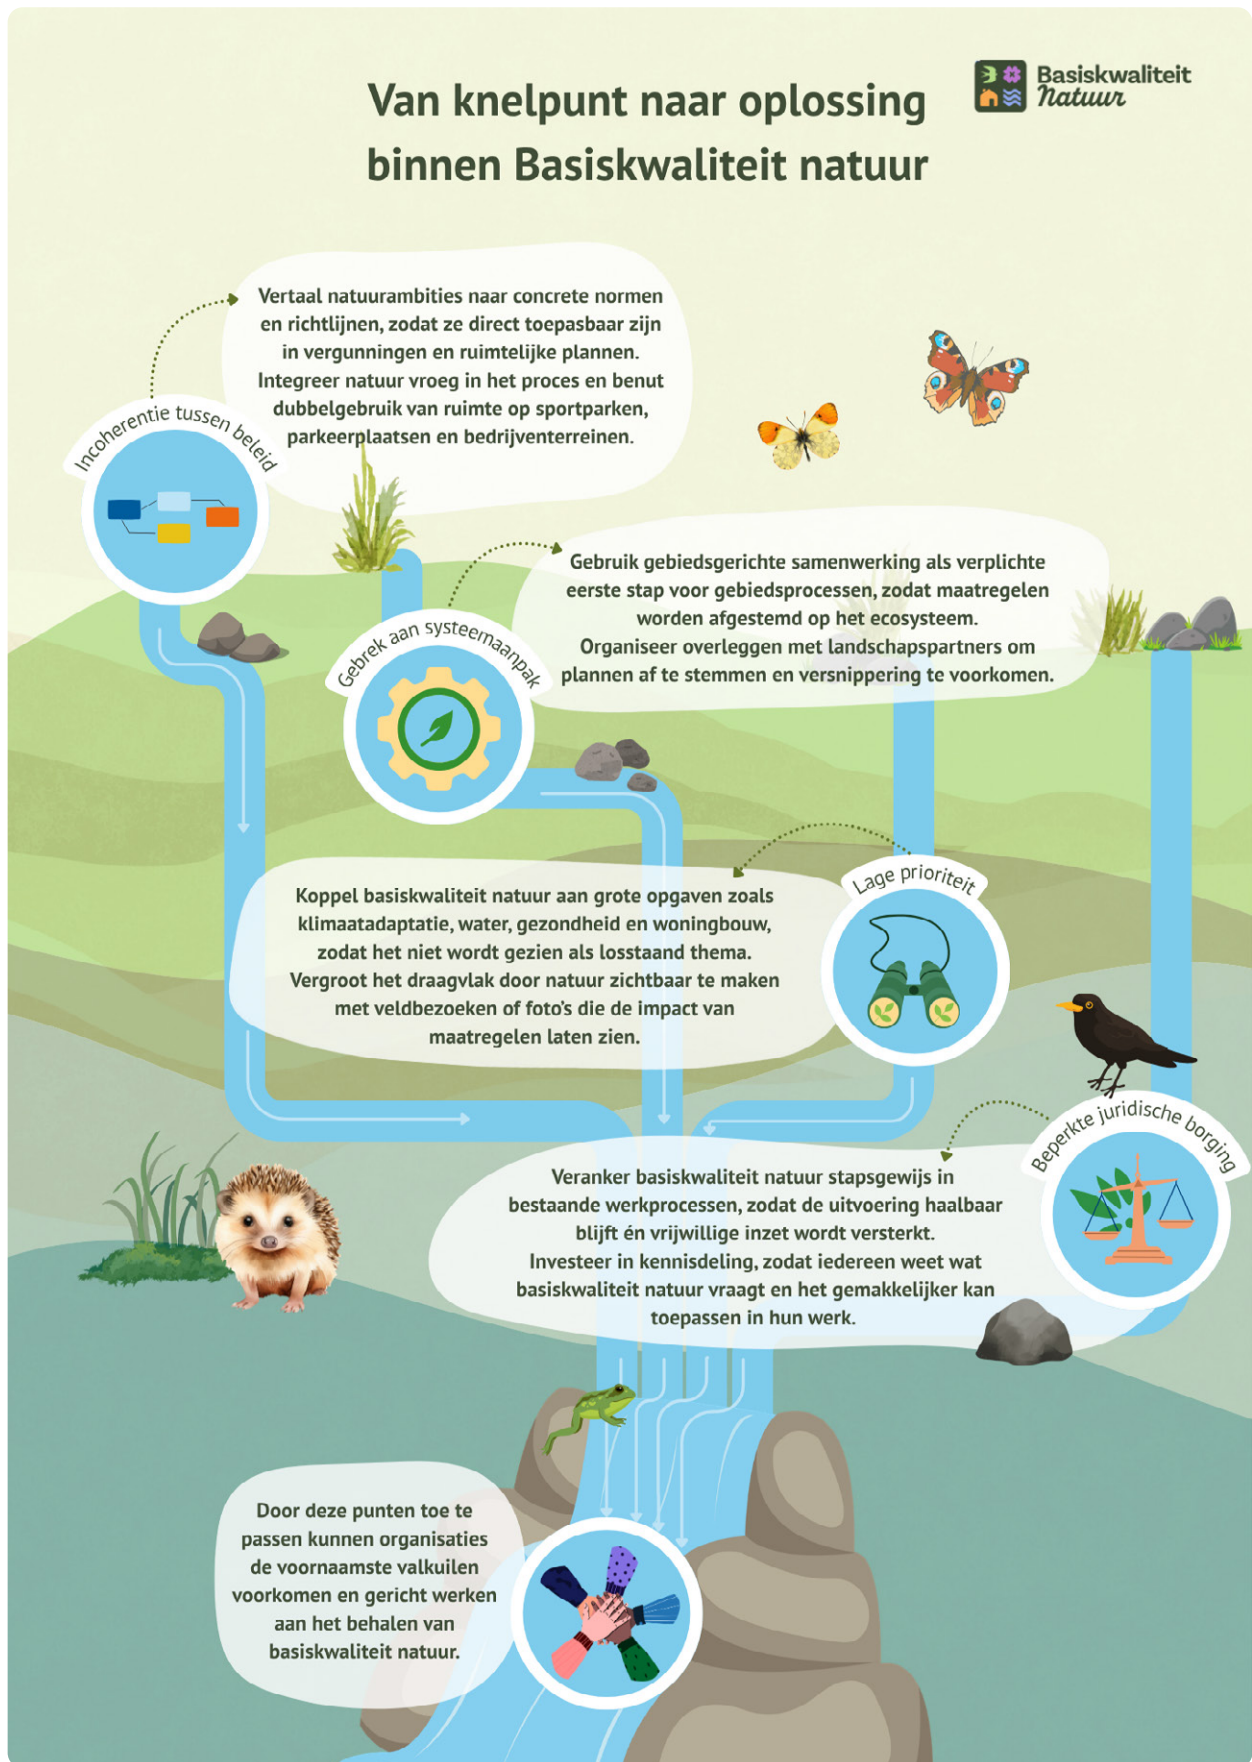 Van knelpunt naar oplossing
binnen Basiskwaliteit natuur
Basiskwaliteit
Natuur
Vertaal natuurambities naar concrete normen
en richtlijnen, zodat ze direct toepasbaar zijn
in vergunningen en ruimtelijke plannen.
Integreer natuur vroeg in het proces en benut
dubbelgebruik van ruimte op sportparken,
parkeerplaatsen en bedrijventerreinen.
Incoherentie tussen beleid
Gebruik gebiedsgerichte samenwerking als verplichte
eerste stap voor gebiedsprocessen, zodat maatregelen
worden afgestemd op het ecosysteem.
Organiseer overleggen met landschapspartners om
plannen af te stemmen en versnippering te voorkomen.
Gebrek aan systeemaanpak
Koppel basiskwaliteit natuur aan grote opgaven zoals
klimaatadaptatie, water, gezondheid en woningbouw,
zodat het niet wordt gezien als losstaand thema.
Vergroot het draagvlak door natuur zichtbaar te maken
met veldbezoeken of foto's die de impact van
maatregelen laten zien.
Lage prioriteit
Veranker basiskwaliteit natuur stapsgewijs in
bestaande werkprocessen, zodat de uitvoering haalbaar
blijft én vrijwillige inzet wordt versterkt.
Investeer in kennisdeling, zodat iedereen weet wat
basiskwaliteit natuur vraagt en het gemakkelijker kan
toepassen in hun werk.
Beperkte juridische borging
Door deze punten toe te
passen kunnen organisaties
de voornaamste valkuilen
voorkomen en gericht werken
aan het behalen van
basiskwaliteit natuur.